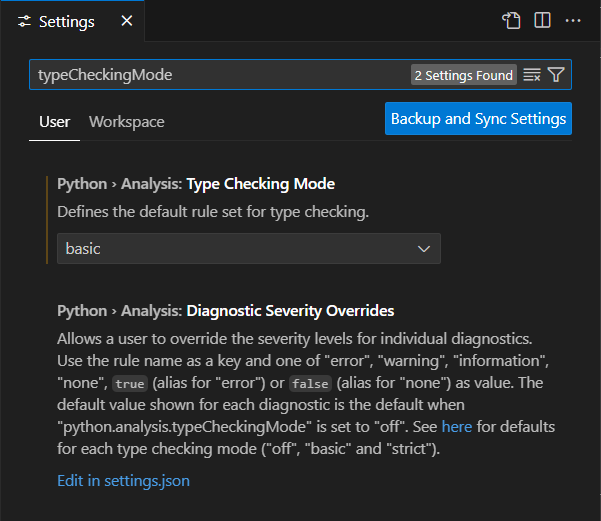 Settings
typeCheckingMode
2 Settings Found
User
Workspace
Backup and Sync Settings
Python › Analysis: Type Checking Mode
Defines the default rule set for type checking.
basic
Python › Analysis: Diagnostic Severity Overrides
Allows a user to override the severity levels for individual diagnostics.
Use the rule name as a key and one of "error", "warning", "information",
"none", true (alias for "error") or false (alias for "none") as value. The
default value shown for each diagnostic is the default when
"python.analysis.typeCheckingMode" is set to "off". See here for defaults
for each type checking mode ("off", "basic" and "strict").
Edit in settings.json